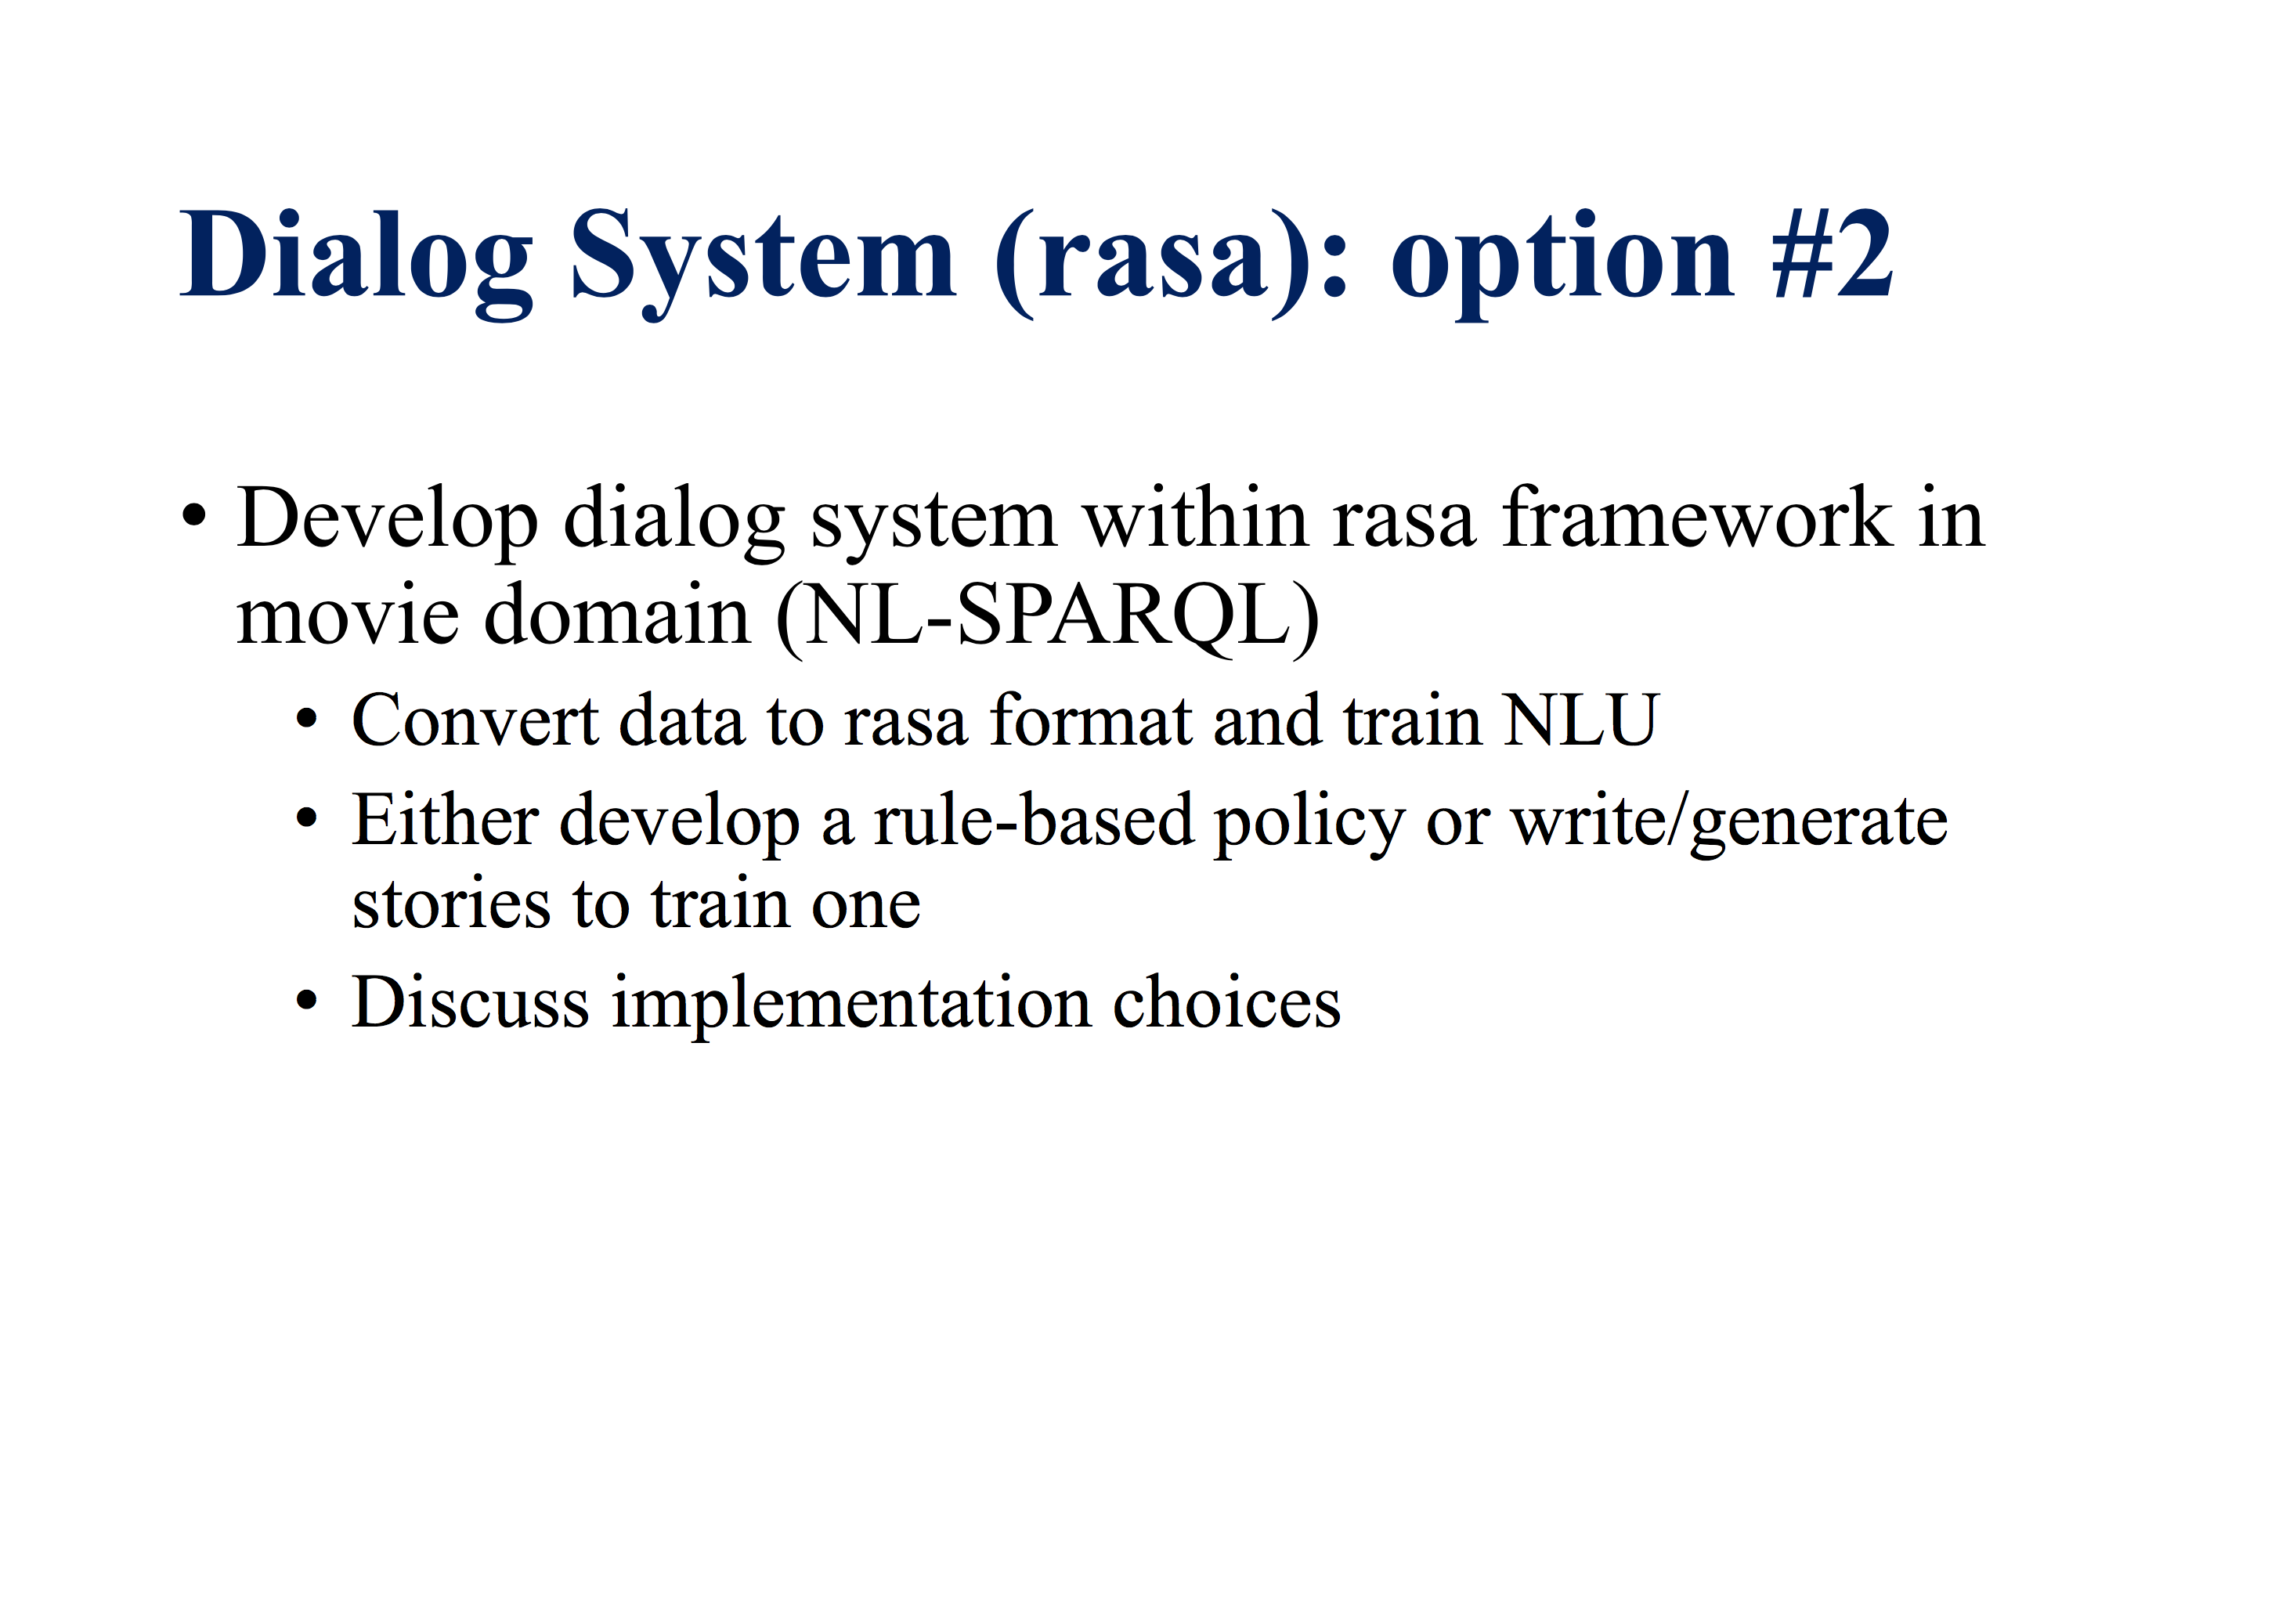 Dialog System (rasa): option #2
• Develop dialog system within rasa framework in
movie domain (NL-SPARQL)
• Convert data to rasa format and train NLU
• Either develop a rule-based policy or write/generate
stories to train one
• Discuss implementation choices